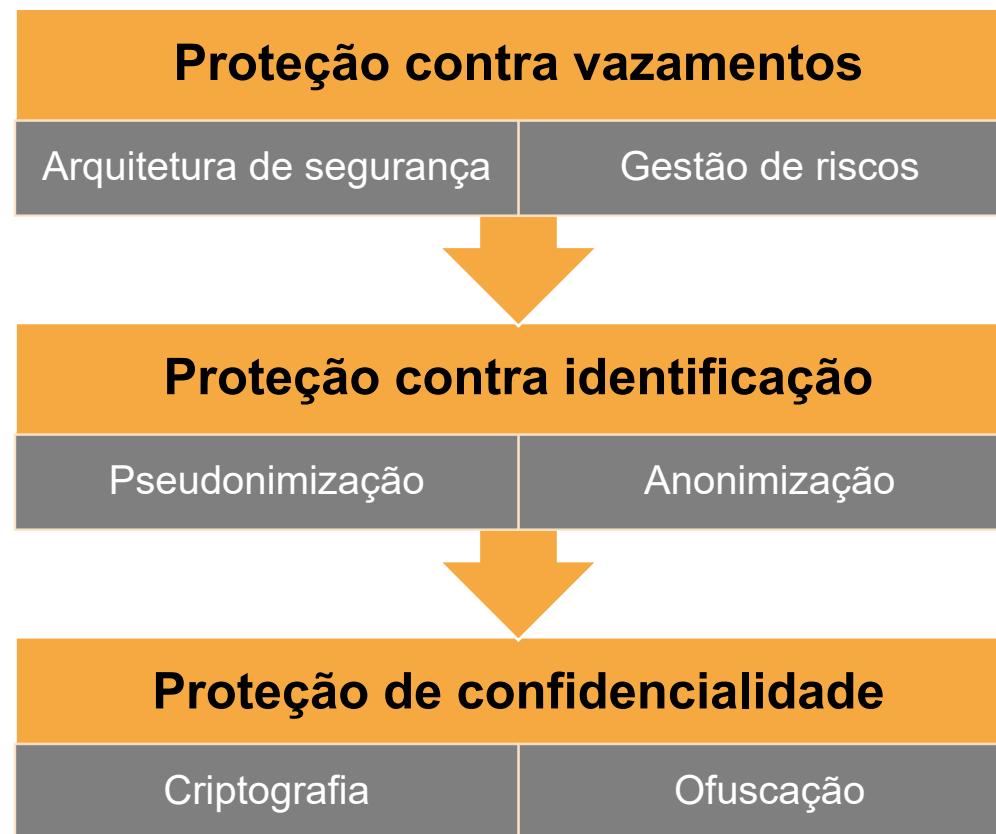 Proteção contra vazamentos
Arquitetura de segurança
Gestão de riscos
Proteção contra identificação
Pseudonimização
Anonimização
Proteção de confidencialidade
Criptografia
Ofuscação